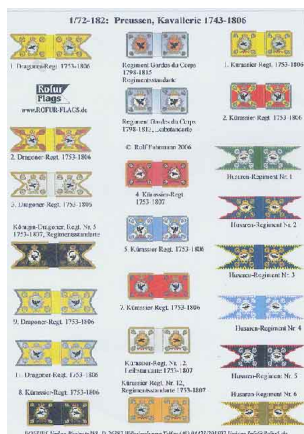 1/72-182: Preussen, Kavallerie 1743-1806
1. Dragoner-Regt. 1753-1806
Rofur
Flags
www.ROFUR-FLAGS.de
2. Dragoner-Regt. 1753-1806
3. Dragoner-Regt. 1753-1806
Königin-Dragoner, Regt. Nr. 5
1753-1807, Regimentsstandarte
9. Dragoner-Regt. 1753-1806
11. Dragoner-Regt. 1753-1806
8. Kürassier-Regt. 1753-1806
Regiment Gardes du Corps
1798-1815
Regimentsstandarte
Regiment Gardes du Corps
1798-1813, Leibstandarte
© Rolf Fuhrmann 2006
4. Kürassier-Regt.
1753-1807
5. Kürassier-Regt. 1753-1806
7. Kürassier-Regt. 1753-1806
Kürassier-Regt. Nr. 12,
Leibstandarte 1753-1807
Kürassier-Regt. Nr. 12,
Regimentsstandarte 1753-1807
1. Kürassier-Regt. 1753-1806
2. Kürassier-Regt. 1753-1806
Husaren-Regiment Nr. 1
Husaren-Regiment Nr. 2
Husaren-Regiment Nr. 3
Husaren-Regiment Nr. 4
Husaren-Regiment Nr. 5
Husaren-Regiment Nr. 6